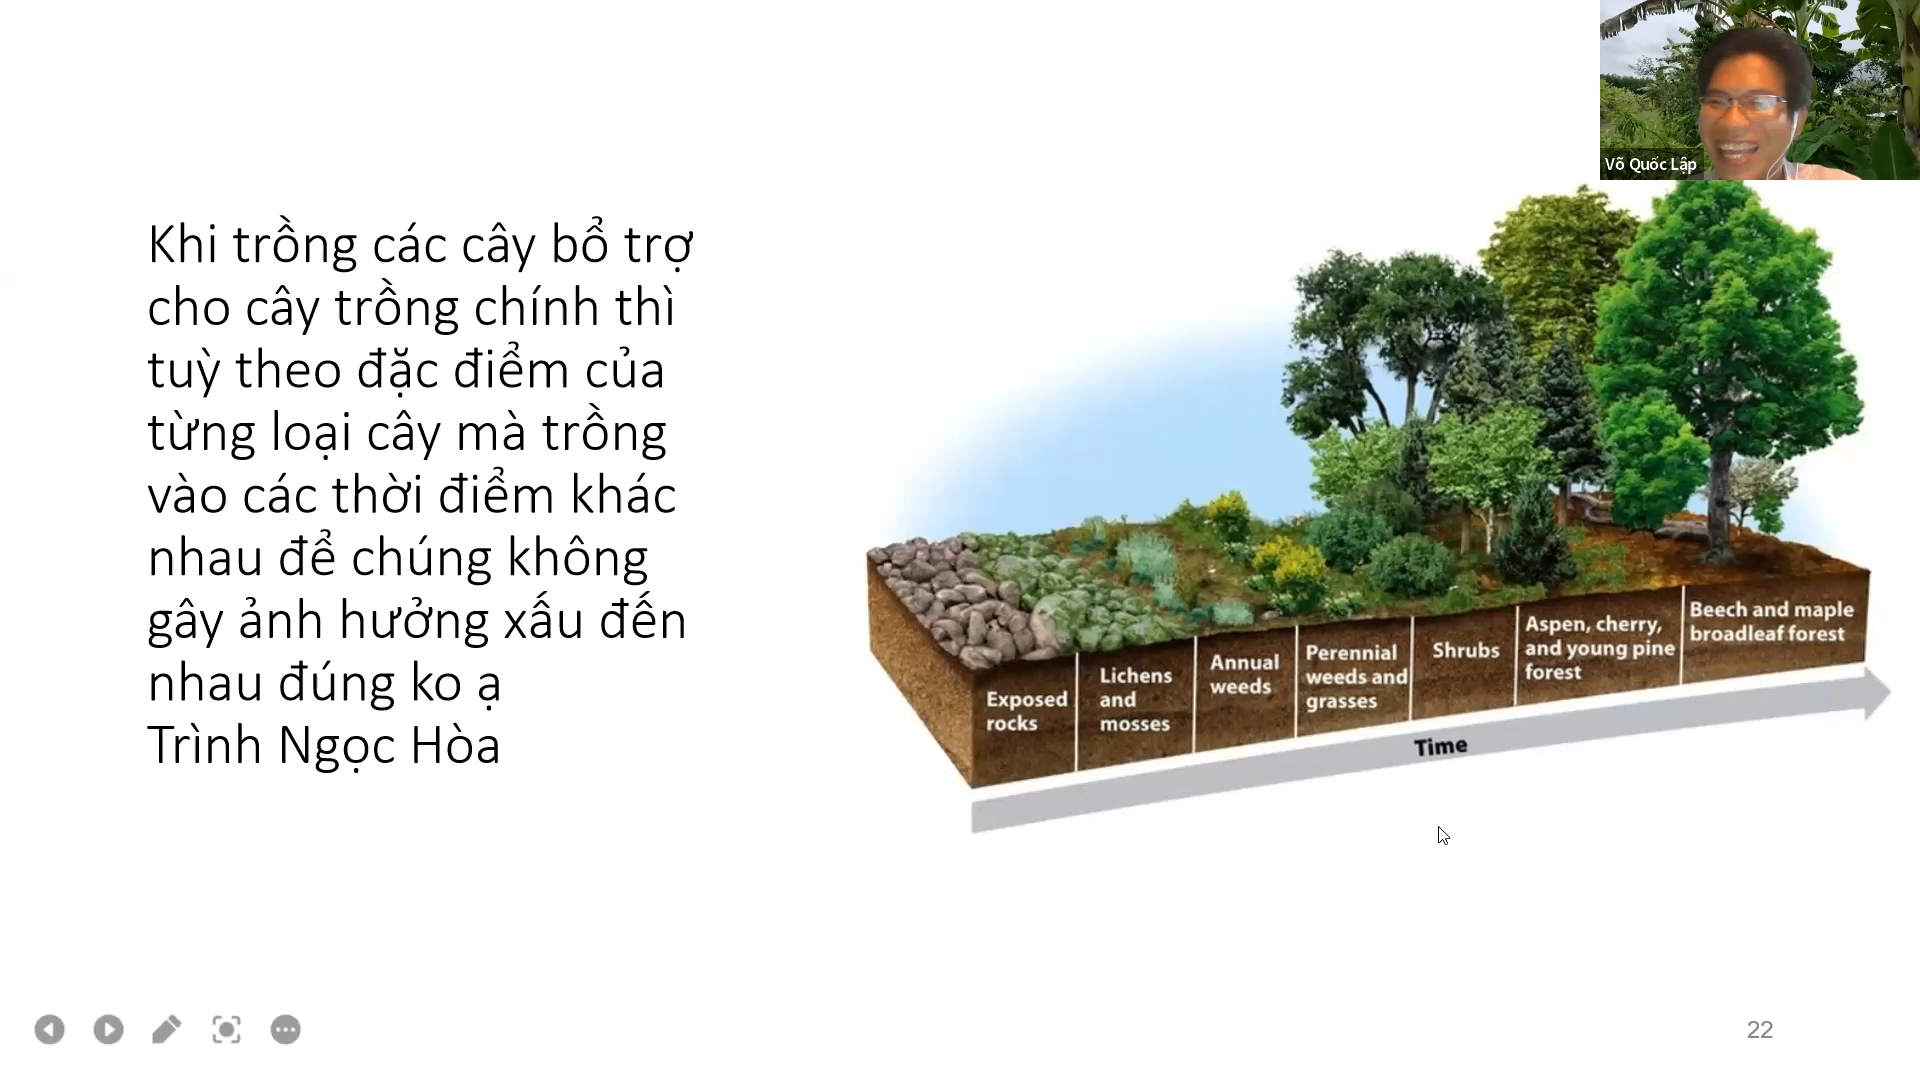 Võ Quốc Lập
Khi trồng các cây bổ trợ
cho cây trồng chính thì
tuỳ theo đặc điểm của
từng loại cây mà trồng
vào các thời điểm khác
nhau để chúng không
gây ảnh hưởng xấu đến
nhau đúng ko ạ
Trình Ngọc Hòa
Exposed
rocks
Lichens
and
mosses
Annual
weeds
Perennial
weeds and
grasses
Shrubs
Aspen, cherry,
and young pine
forest
Beech and maple
broadleaf forest
Time
22